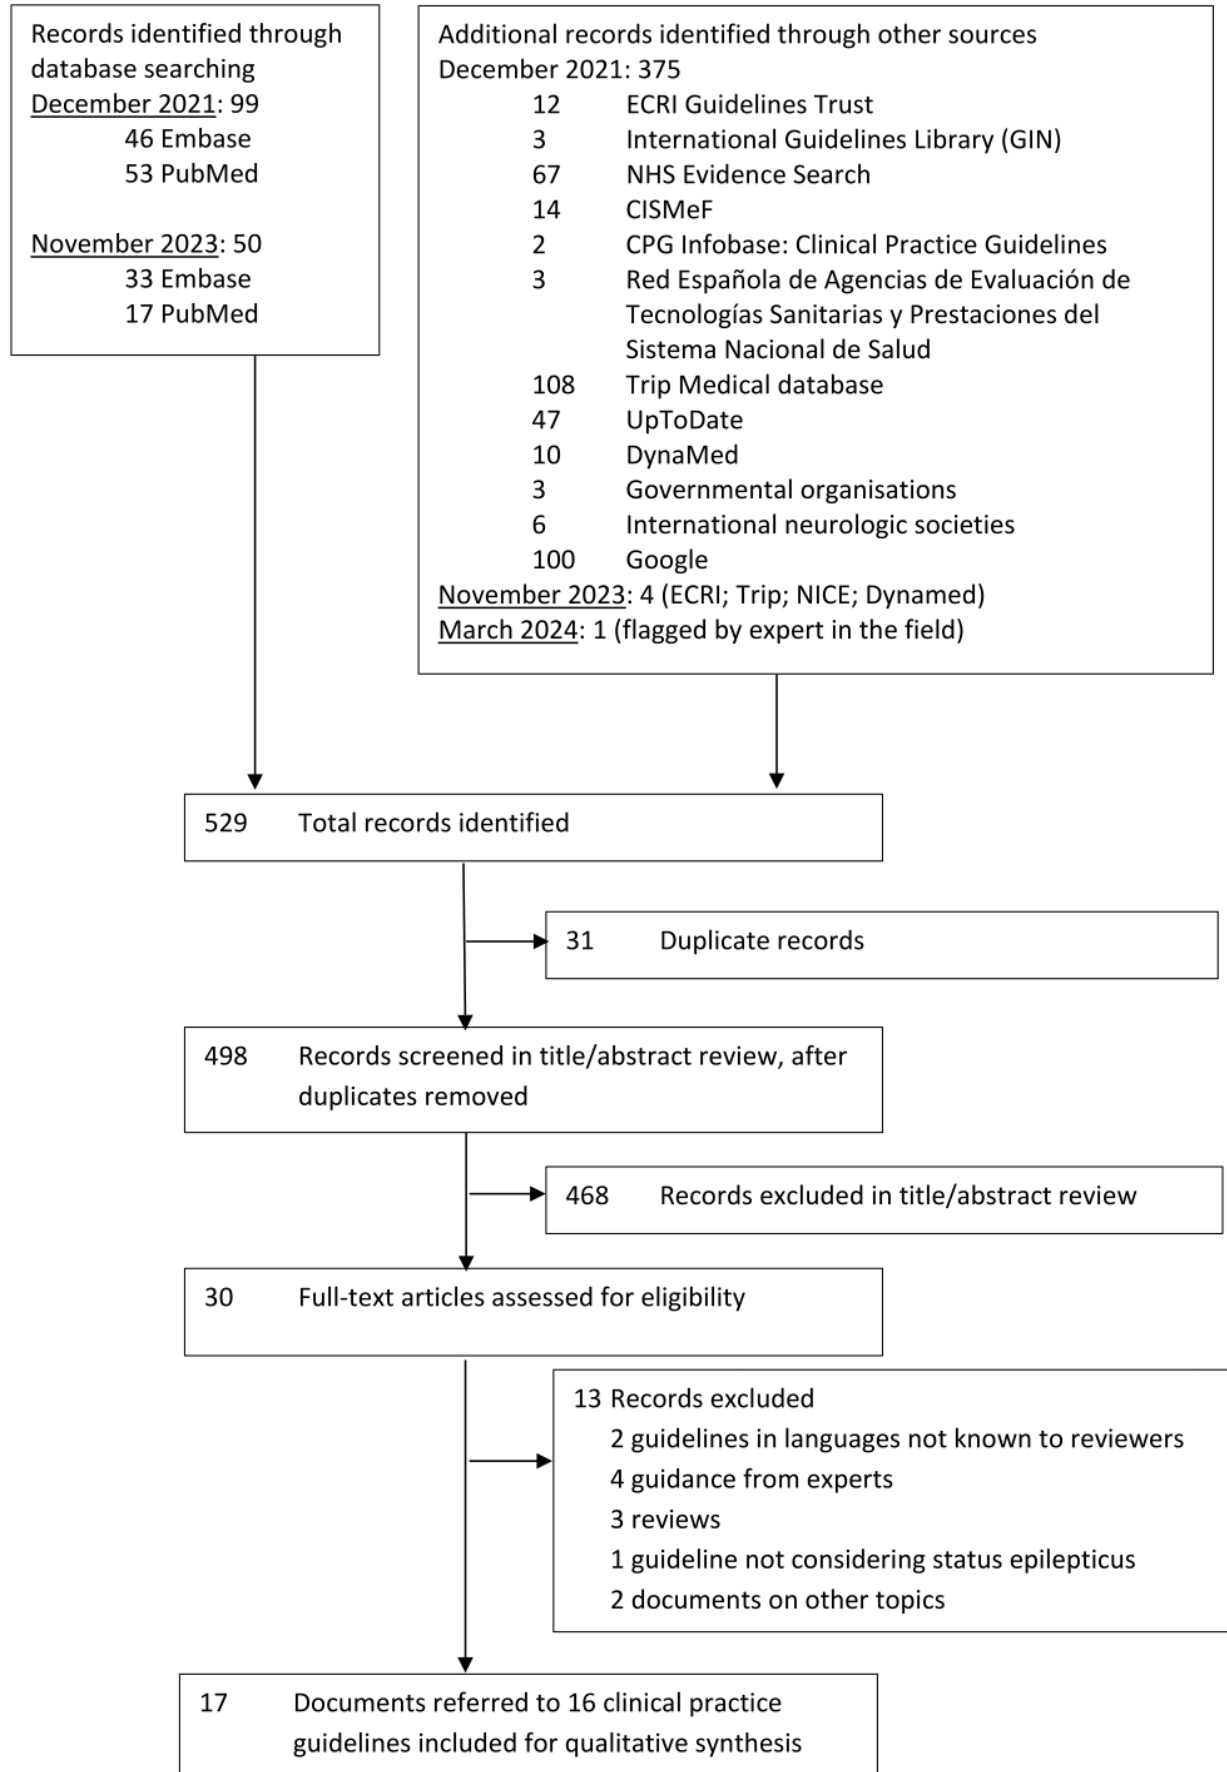 Records identified through
database searching
December 2021: 99
46 Embase
53 PubMed
November 2023: 50
33 Embase
17 PubMed
Additional records identified through other sources
December 2021: 375
12 ECRI Guidelines Trust
3 International Guidelines Library (GIN)
67 NHS Evidence Search
14 CISMeF
2 CPG Infobase: Clinical Practice Guidelines
3 Red Española de Agencias de Evaluación de
Tecnologías Sanitarias y Prestaciones del
Sistema Nacional de Salud
108 Trip Medical database
47 UpToDate
10 DynaMed
3 Governmental organisations
6 International neurologic societies
100 Google
November 2023: 4 (ECRI; Trip; NICE; Dynamed)
March 2024: 1 (flagged by expert in the field)
529 Total records identified
31 Duplicate records
498 Records screened in title/abstract review, after
duplicates removed
468 Records excluded in title/abstract review
30 Full-text articles assessed for eligibility
13 Records excluded
2 guidelines in languages not known to reviewers
4 guidance from experts
3 reviews
1 guideline not considering status epilepticus
2 documents on other topics
17 Documents referred to 16 clinical practice
guidelines included for qualitative synthesis